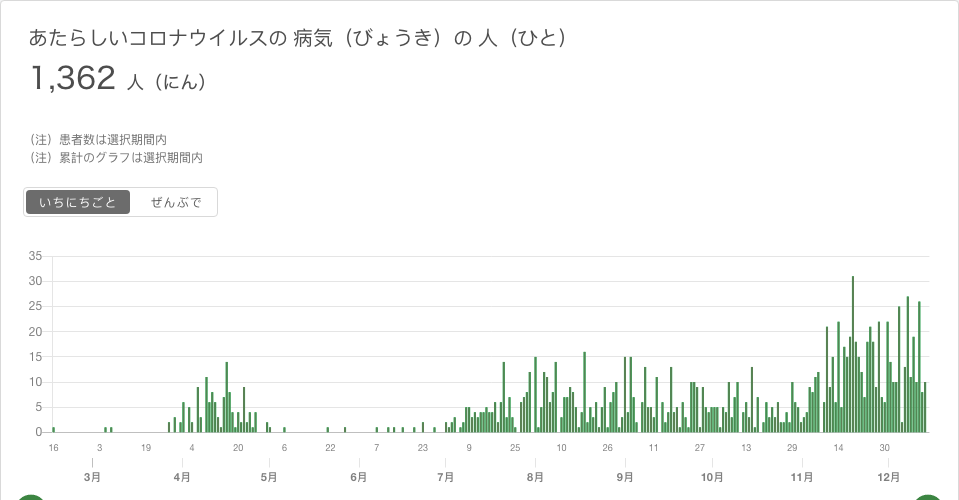 あたらしいコロナウイルスの 病気（びょうき）の 人（ひと）
1,362 人（にん）
（注）患者数は選択期間内
（注）累計のグラフは選択期間内
いちにちごと ぜんぶで
35
30
25
20
15
10
5
0
16 3 19 4 20 6 22 7 23 9 25 10 26 11 27 13 29 14 30
3月 4月 5月 6月 7月 8月 9月 10月 11月 12月